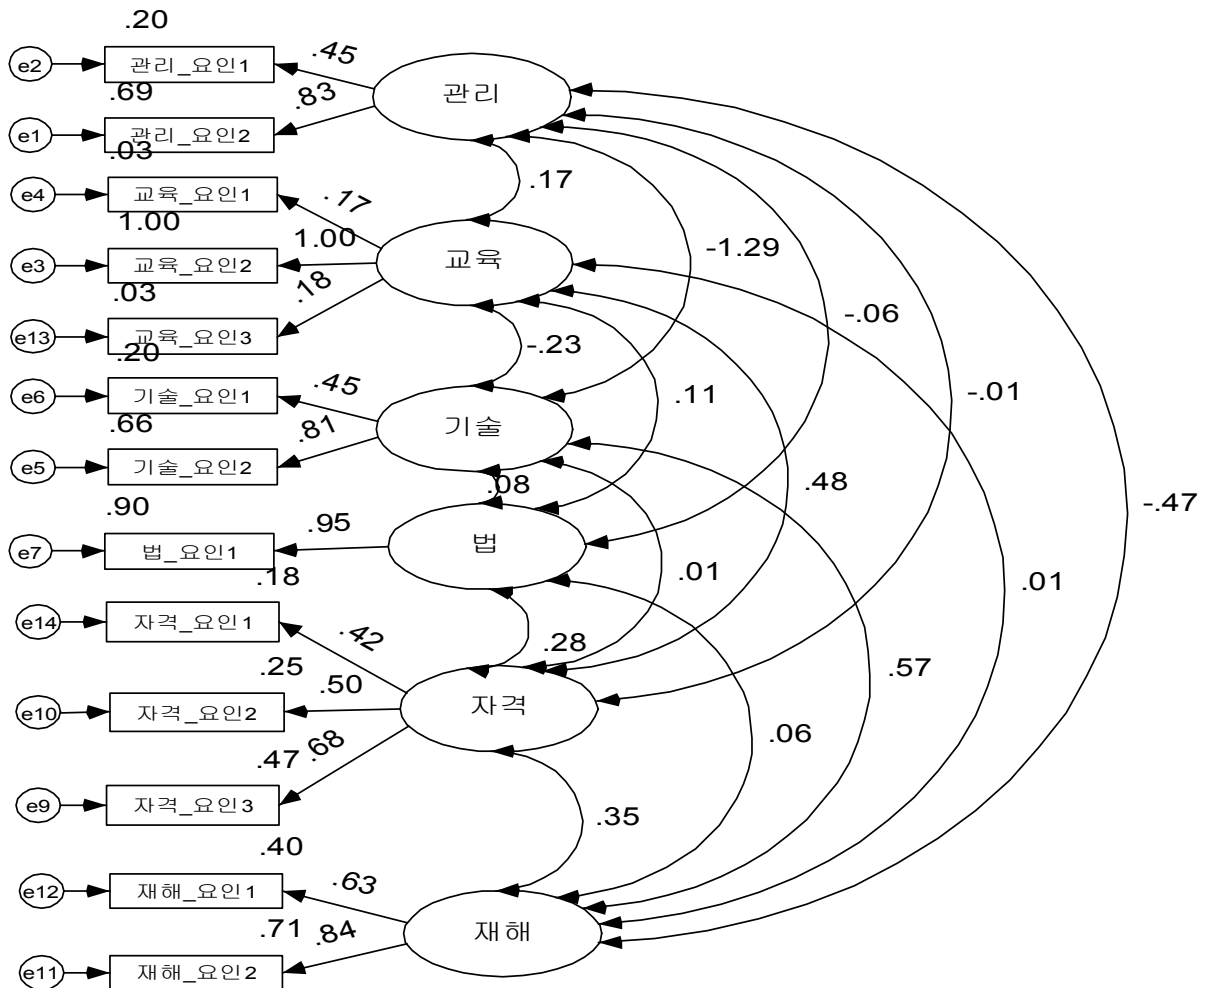 .20
e2 관리_요인1 .45 관리
.69 .83
e1 관리_요인2
.03 .17
e4 교육_요인1 .17
1.00 1.00 -1.29
e3 교육_요인2 교육
.03 .18 -.06
e13 교육_요인3 -.23
.20
e6 기술_요인1 .45 .11 -.01
.66 .81 기술
e5 기술_요인2 .08 .48 -.47
.90 .95
e7 법_요인1 법
.18 .01 .01
e14 자격_요인1 .42 .28
.25 .50 .57
e10 자격_요인2 자격
.47 .68 .06
e9 자격_요인3 .35
.40
e12 재해_요인1 .63
.71 .84 재해
e11 재해_요인2